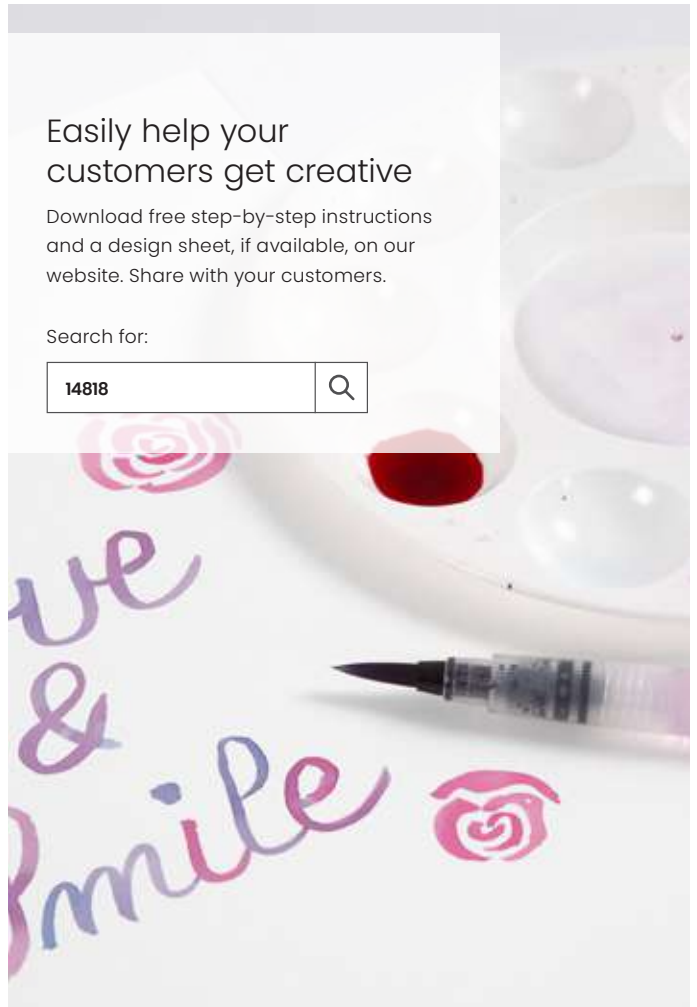 Easily help your
customers get creative
Download free step-by-step instructions
and a design sheet, if available, on our
website. Share with your customers.
Search for:
14818
ve
&
Smile